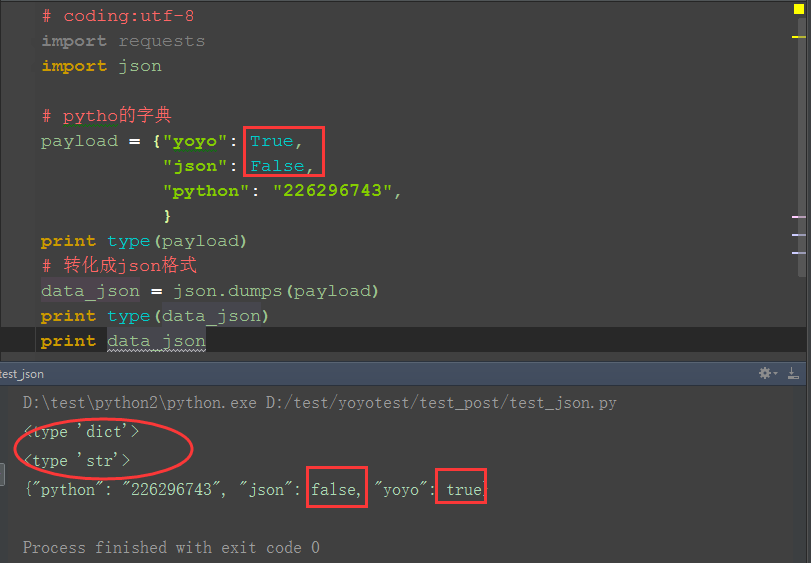 # coding:utf-8
import requests
import json
# pytho的字典
payload = {"yoyo": True,
"json": False,
"python": "226296743",
}
print type(payload)
# 转化成json格式
data_json = json.dumps(payload)
print type(data_json)
print data_json
test_json
D:\test\python2\python.exe D:/test/yoyotest/test_post/test_json.py
<type 'dict'>
<type 'str'>
{"python": "226296743", "json": false, "yoyo": true}
Process finished with exit code 0